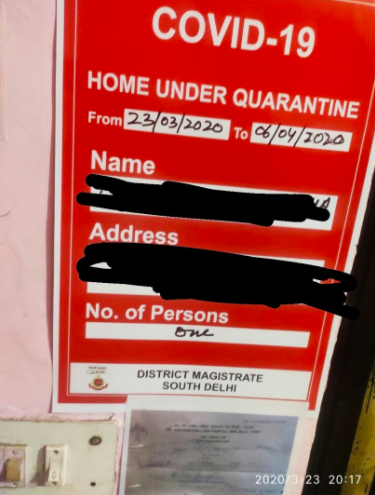 COVID-19
HOME UNDER QUARANTINE
From 23/03/2020 To 06/04/2020
Name
Address
No. of Persons
one
DISTRICT MAGISTRATE
SOUTH DELHI
2020/3/23 20:17